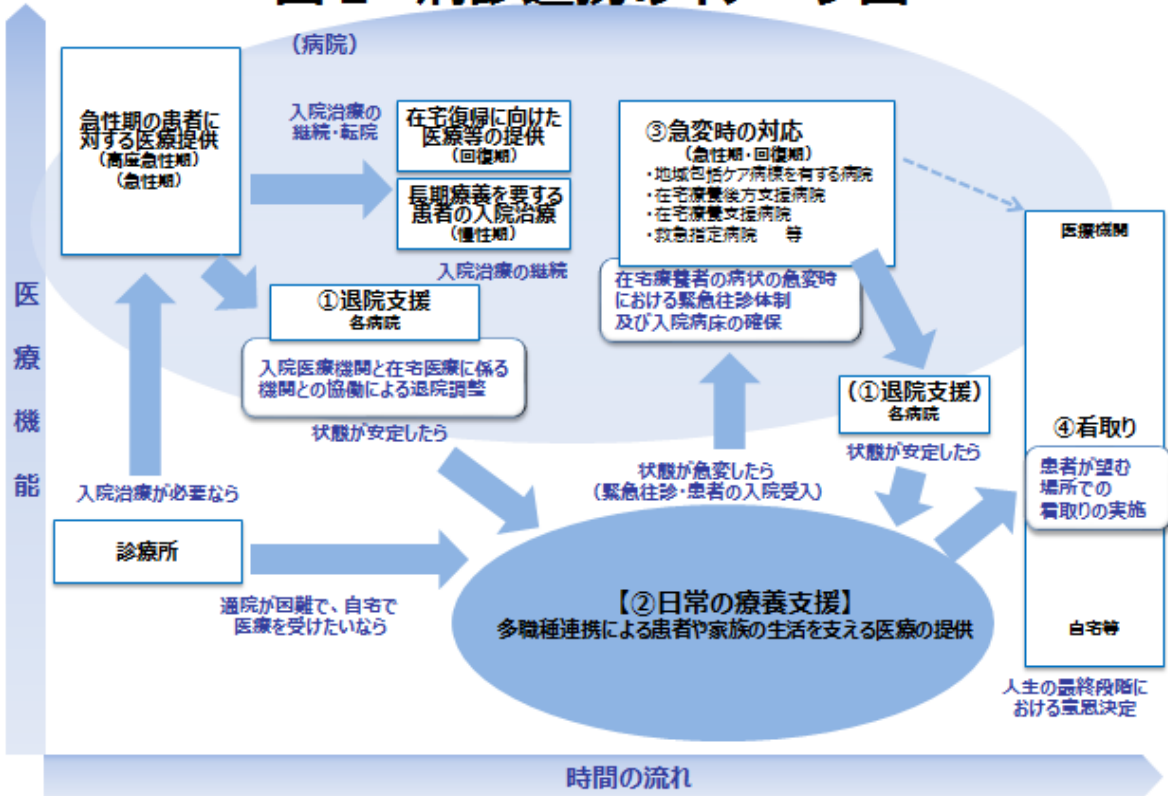 (病院)
急性期の患者に
対する医療提供
(高度急性期)
(急性期)
入院治療の
継続・転院
在宅復帰に向けた
医療等の提供
(回復期)
長期療養を要する
患者の入院治療
(慢性期)
入院治療の継続
③急変時の対応
(急性期・回復期)
・地域包括ケア病棟を有する病院
・在宅療養後方支援病院
・在宅療養支援病院
・救急指定病院 等
在宅療養者の病状の急変時
における緊急往診体制
及び入院病床の確保
①退院支援
各病院
入院医療機関と在宅医療に係る
機関との協働による退院調整
状態が安定したら
(①退院支援)
各病院
状態が安定したら
状態が急変したら
(緊急往診・患者の入院受入)
入院治療が必要なら
診療所
通院が困難で、自宅で
医療を受けたいなら
【②日常の療養支援】
多職種連携による患者や家族の生活を支える医療の提供
医療機関
④看取り
患者が望む
場所での
看取りの実施
自宅等
人生の最終段階に
おける意思決定
医療機能
時間の流れ